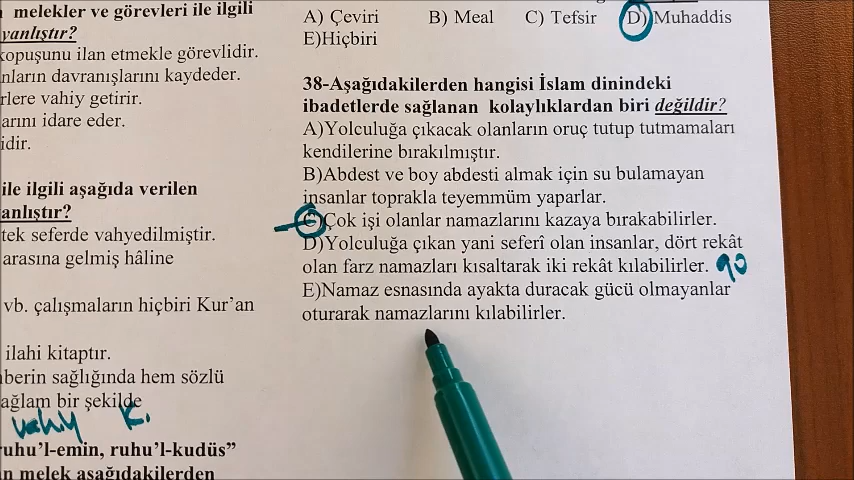 melekler ve görevleri ile ilgili
yanlıştır?
kopuşunu ilan etmekle görevlidir.
nların davranışlarını kaydeder.
rlere vahiy getirir.
arını idare eder.
idir.
ile ilgili aşağıda verilen
anlıştır?
tek seferde vahyedilmiştir.
arasına gelmiş hâline
vb. çalışmaların hiçbiri Kur’an
ilahi kitaptır.
mberin sağlığında hem sözlü
ağlam bir şekilde
vahiy K.
ruhu’l-emin, ruhu’l-kudüs”
n melek aşağıdakilerden
A) Çeviri B) Meal C) Tefsir D) Muhaddis
E)Hiçbiri
38-Aşağıdakilerden hangisi İslam dinindeki
ibadetlerde sağlanan kolaylıklardan biri değildir?
A)Yolculuğa çıkacak olanların oruç tutup tutmamaları
kendilerine bırakılmıştır.
B)Abdest ve boy abdesti almak için su bulamayan
insanlar toprakla teyemmüm yaparlar.
C)Çok işi olanlar namazlarını kazaya bırakabilirler.
D)Yolculuğa çıkan yani seferî olan insanlar, dört rekât
olan farz namazları kısaltarak iki rekât kılabilirler. 90
E)Namaz esnasında ayakta duracak gücü olmayanlar
oturarak namazlarını kılabilirler.